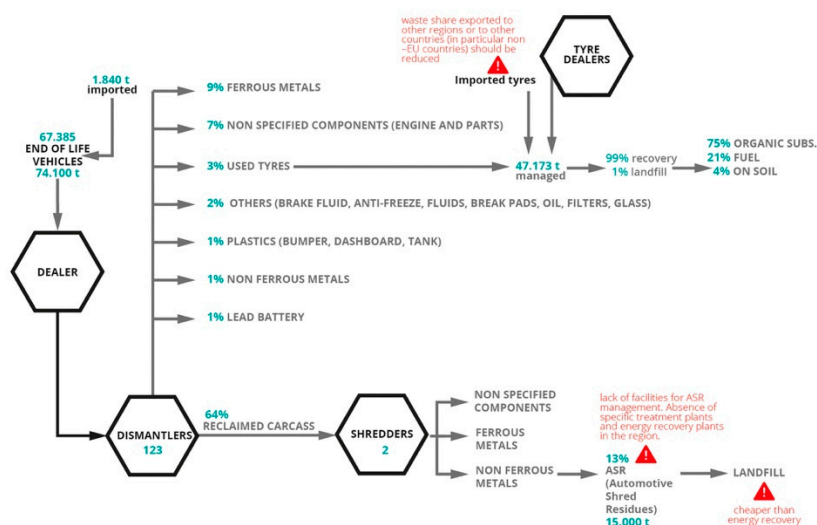 waste share exported to
other regions or to other
countries (in particular non
–EU countries) should be
reduced
TYRE
DEALERS
Imported tyres
1.840 t
imported
67.385
END OF LIFE
VEHICLES
74.100 t
DEALER
9% FERROUS METALS
7% NON SPECIFIED COMPONENTS (ENGINE AND PARTS)
3% USED TYRES
47.173 t
managed
99% recovery
1% landfill
75% ORGANIC SUBS.
21% FUEL
4% ON SOIL
2% OTHERS (BRAKE FLUID, ANTI-FREEZE, FLUIDS, BREAK PADS, OIL, FILTERS, GLASS)
1% PLASTICS (BUMPER, DASHBOARD, TANK)
1% NON FERROUS METALS
1% LEAD BATTERY
DISMANTLERS
123
64%
RECLAIMED CARCASS
SHREDDERS
2
NON SPECIFIED
COMPONENTS
FERROUS
METALS
NON FERROUS
METALS
lack of facilities for ASR
management. Absence of
specific treatment plants
and energy recovery plants
in the region.
13%
ASR
(Automotive
Shred
Residues)
15.000 t
LANDFILL
cheaper than
energy recovery